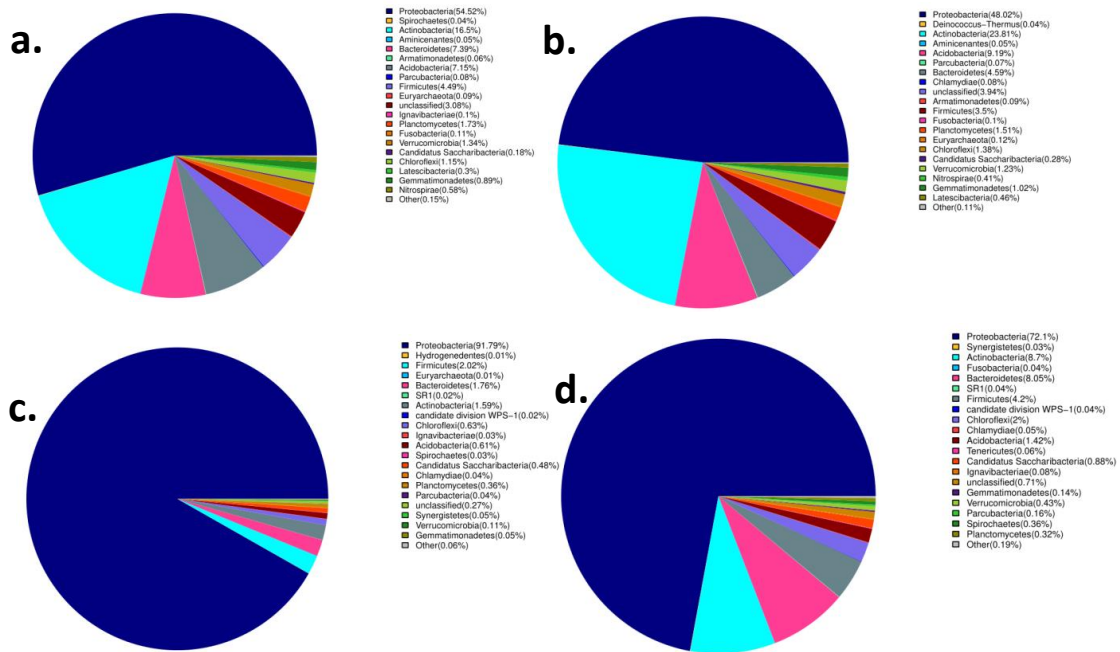 a.
Proteobacteria(54.52%)
Spirochaetes(0.04%)
Actinobacteria(16.5%)
Aminicenantes(0.05%)
Bacteroidetes(7.39%)
Armatimonadetes(0.06%)
Acidobacteria(7.15%)
Parcubacteria(0.08%)
Firmicutes(4.49%)
Euryarchaeota(0.09%)
unclassified(3.08%)
Ignavibacteriae(0.1%)
Planctomycetes(1.73%)
Fusobacteria(0.11%)
Verrucomicrobia(1.34%)
Candidatus Saccharibacteria(0.18%)
Chloroflexi(1.15%)
Latescibacteria(0.3%)
Gemmatimonadetes(0.89%)
Nitrospirae(0.58%)
Other(0.15%)
b.
Proteobacteria(48.02%)
Deinococcus-Thermus(0.04%)
Actinobacteria(23.81%)
Aminicenantes(0.05%)
Acidobacteria(9.19%)
Parcubacteria(0.07%)
Bacteroidetes(4.59%)
Chlamydiae(0.08%)
unclassified(3.94%)
Armatimonadetes(0.09%)
Firmicutes(3.5%)
Fusobacteria(0.1%)
Planctomycetes(1.51%)
Euryarchaeota(0.12%)
Chloroflexi(1.38%)
Candidatus Saccharibacteria(0.28%)
Verrucomicrobia(1.23%)
Nitrospirae(0.41%)
Gemmatimonadetes(1.02%)
Latescibacteria(0.46%)
Other(0.11%)
c.
Proteobacteria(91.79%)
Hydrogenedentes(0.01%)
Firmicutes(2.02%)
Euryarchaeota(0.01%)
Bacteroidetes(1.76%)
SR1(0.02%)
Actinobacteria(1.59%)
candidate division WPS-1(0.02%)
Chloroflexi(0.63%)
Ignavibacteriae(0.03%)
Acidobacteria(0.61%)
Spirochaetes(0.03%)
Candidatus Saccharibacteria(0.48%)
Chlamydiae(0.04%)
Planctomycetes(0.36%)
Parcubacteria(0.04%)
unclassified(0.27%)
Synergistetes(0.05%)
Verrucomicrobia(0.11%)
Gemmatimonadetes(0.05%)
Other(0.06%)
d.
Proteobacteria(72.1%)
Synergistetes(0.03%)
Actinobacteria(8.7%)
Fusobacteria(0.04%)
Bacteroidetes(8.05%)
SR1(0.04%)
Firmicutes(4.2%)
candidate division WPS-1(0.04%)
Chloroflexi(2%)
Chlamydiae(0.05%)
Acidobacteria(1.42%)
Tenericutes(0.06%)
Candidatus Saccharibacteria(0.88%)
Ignavibacteriae(0.08%)
unclassified(0.71%)
Gemmatimonadetes(0.14%)
Verrucomicrobia(0.43%)
Parcubacteria(0.16%)
Spirochaetes(0.36%)
Planctomycetes(0.32%)
Other(0.19%)